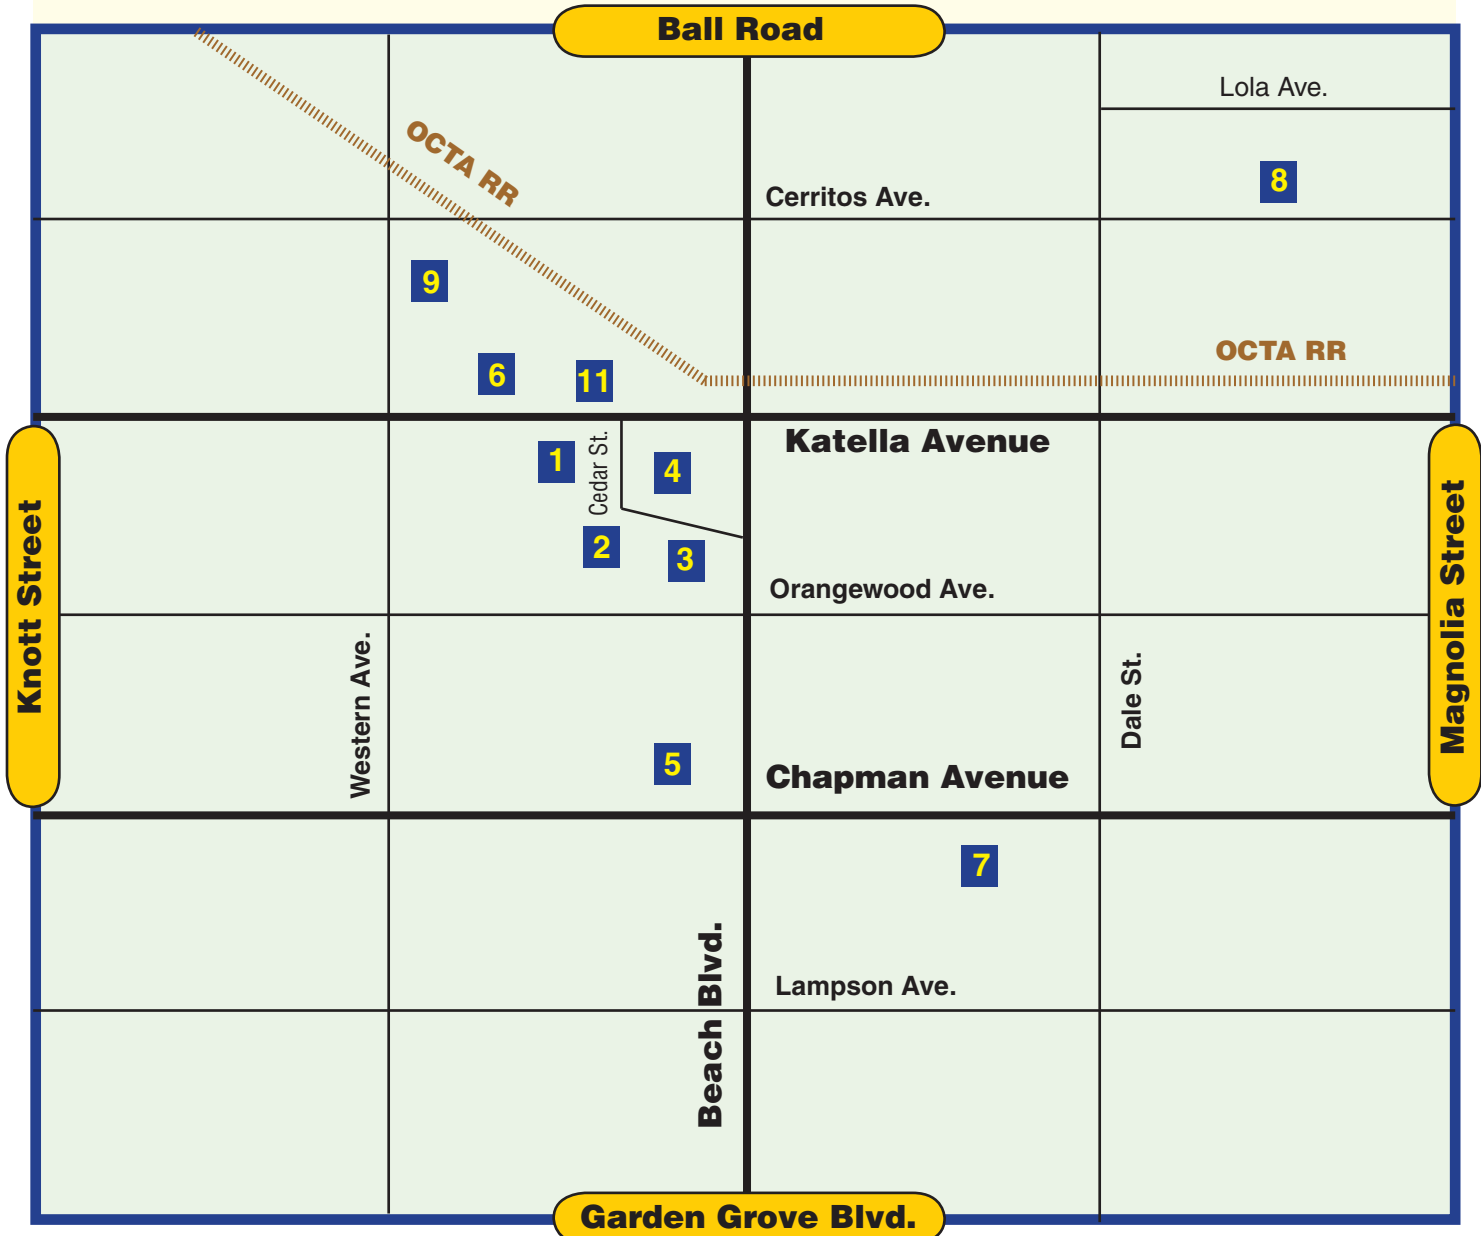 Ball Road
Lola Ave.
OCTA RR
8
Cerritos Ave.
9
OCTA RR
6
11
Katella Avenue
1
Cedar St.
4
2
3
Orangewood Ave.
Knott Street
Magnolia Street
Western Ave.
Dale St.
5
Chapman Avenue
7
Beach Blvd.
Lampson Ave.
Garden Grove Blvd.